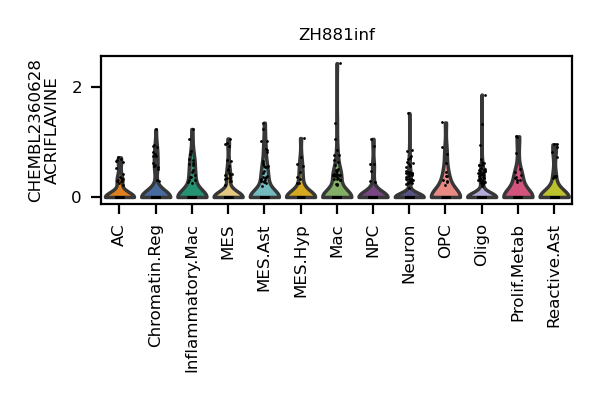 ZH881inf
CHEMBL2360628
ACRIFLAVINE
2
0
AC
Chromatin.Reg
Inflammatory.Mac
MES
MES.Ast
MES.Hyp
Mac
NPC
Neuron
OPC
Oligo
Prolif.Metab
Reactive.Ast